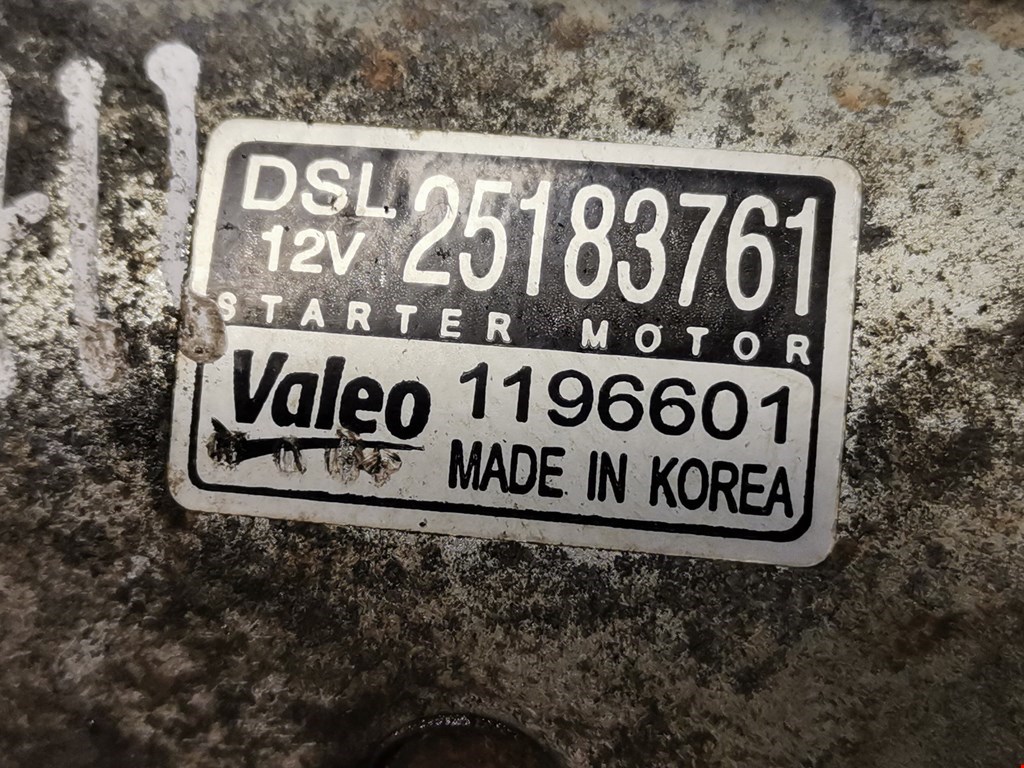 DSL 25183761
12V
STARTER MOTOR
Valeo 1196601
MADE IN KOREA